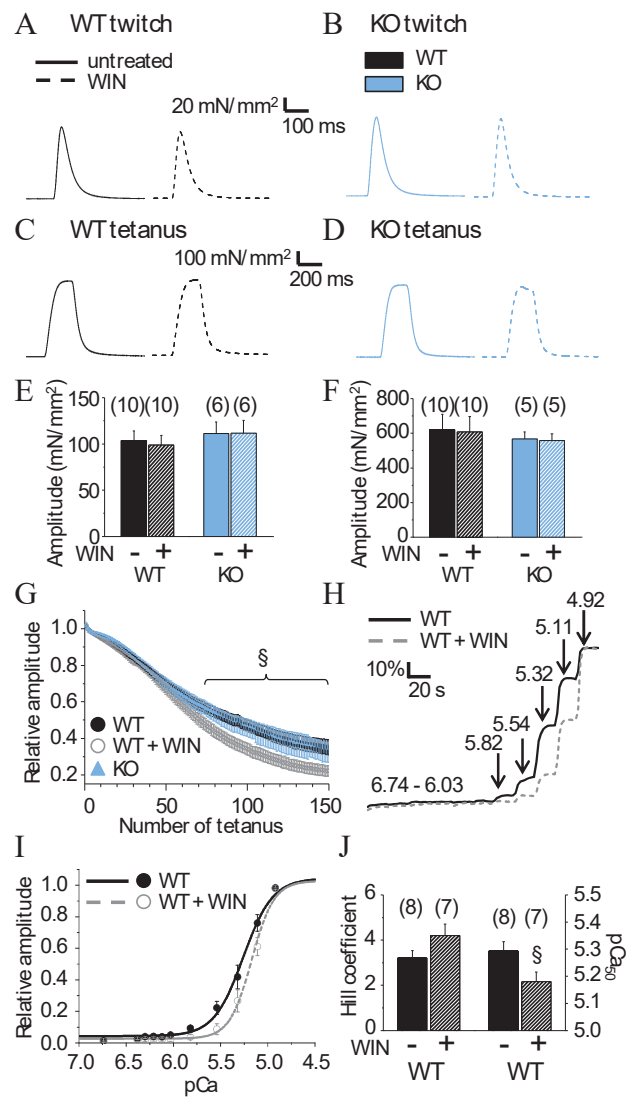 A WT twitch
B KO twitch
untreated
WIN
WT
KO
20 mN/mm²
100 ms
C WT tetanus
D KO tetanus
100 mN/mm²
200 ms
E
Amplitude (mN/mm²)
150
100
50
0
(10)(10) (6) (6)
WIN - + - +
WT KO
F
Amplitude (mN/mm²)
800
600
400
200
0
(10)(10) (5)(5)
WIN - + - +
WT KO
G
Relative amplitude
1.0
0.8
0.6
0.4
0.2
§
WT
WT + WIN
KO
0 50 100 150
Number of tetanus
H
WT
WT + WIN
10%
20 s
4.92
5.11
5.32
5.54
5.82
6.74 - 6.03
I
Relative amplitude
1.0
0.8
0.6
0.4
0.2
0.0
WT
WT + WIN
7.0 6.5 6.0 5.5 5.0 4.5
pCa
J
Hill coefficient
6
4
2
0
(8) (7) (8) (7)
§
5.5
5.4
5.3
5.2
5.1
5.0
pCa₅₀
WIN - + - +
WT WT